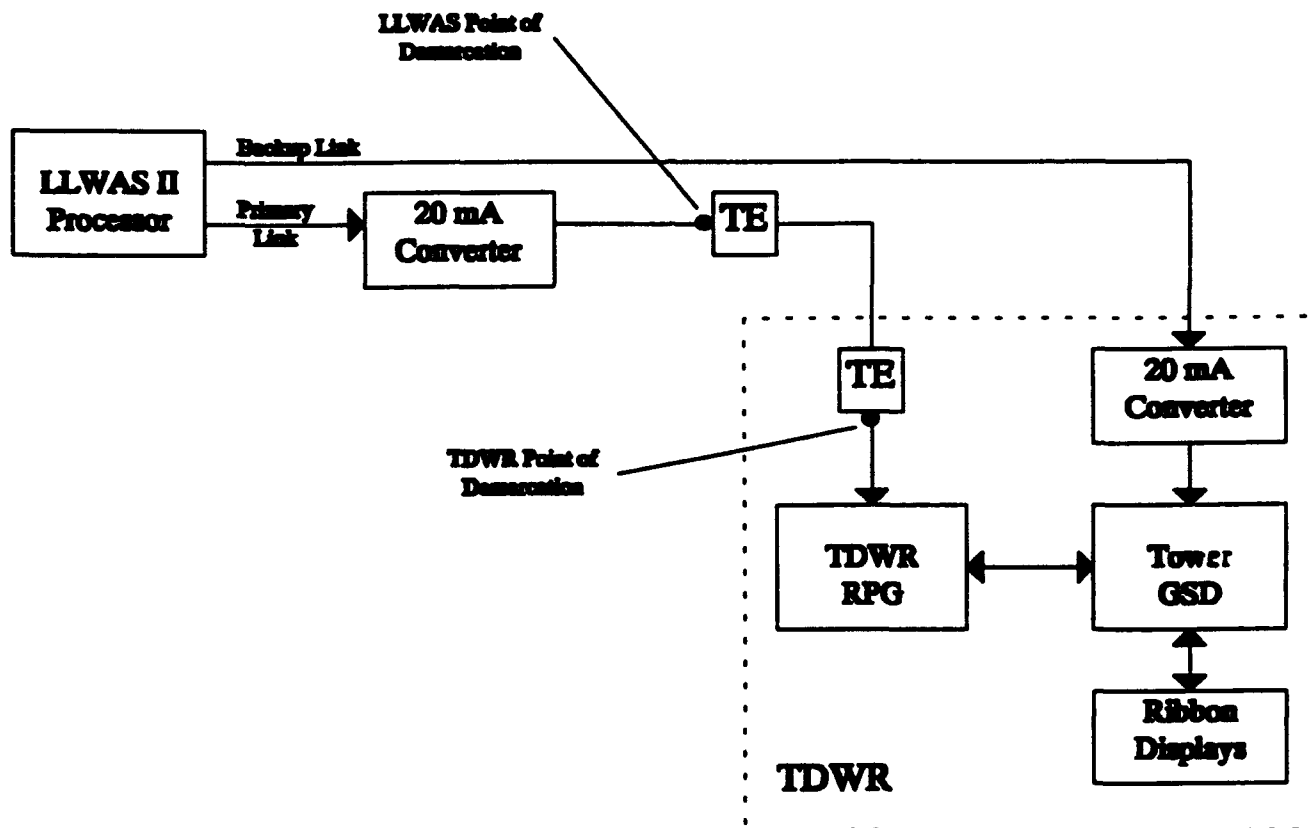 LLWAS Point of
Demarcation
Backup Link
LLWAS II
Processor
Primary
Link
20 mA
Converter
TE
TE
20 mA
Converter
TDWR Point of
Demarcation
TDWR
RPG
Tower
GSD
Ribbon
Displays
TDWR